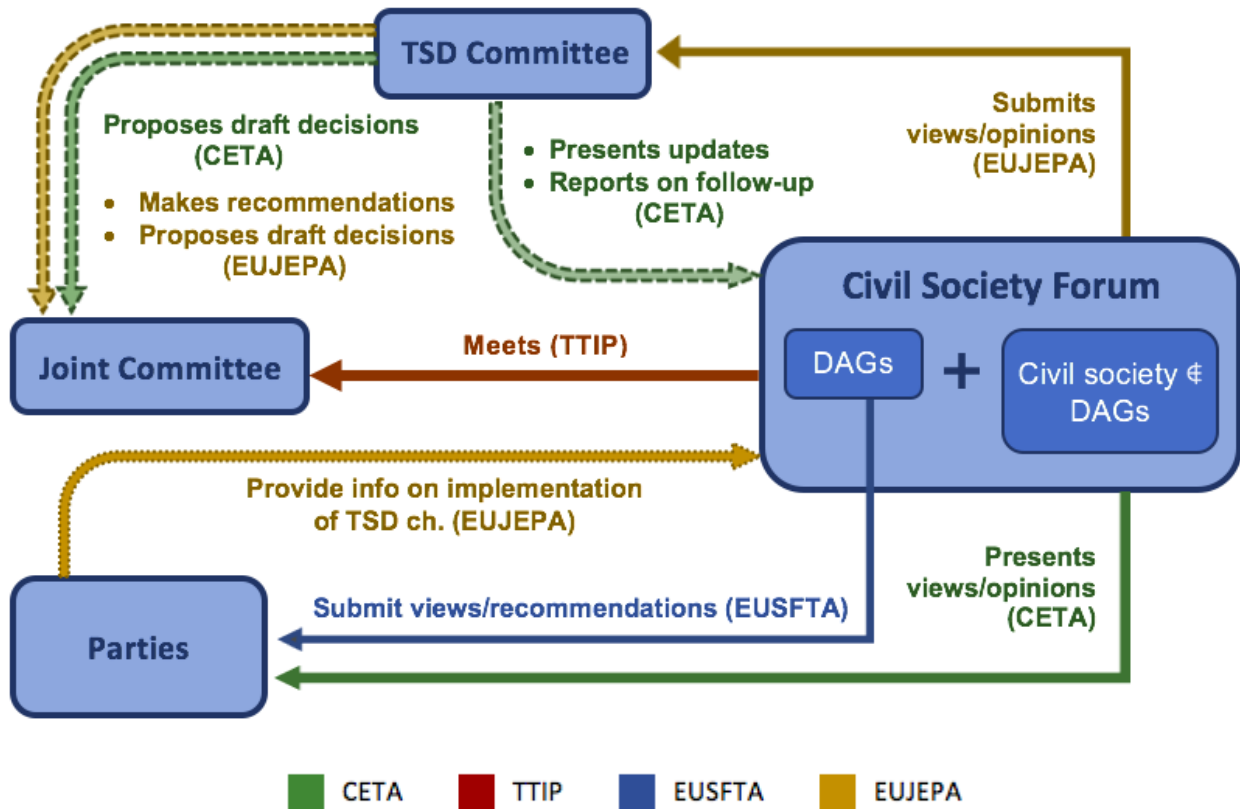 TSD Committee
Proposes draft decisions
(CETA)
• Makes recommendations
• Proposes draft decisions
(EUJEPA)
• Presents updates
• Reports on follow-up
(CETA)
Submits
views/opinions
(EUJEPA)
Civil Society Forum
DAGs
+
Civil society ∉
DAGs
Joint Committee
Meets (TTIP)
Provide info on implementation
of TSD ch. (EUJEPA)
Submit views/recommendations (EUSFTA)
Presents
views/opinions
(CETA)
Parties
CETA
TTIP
EUSFTA
EUJEPA